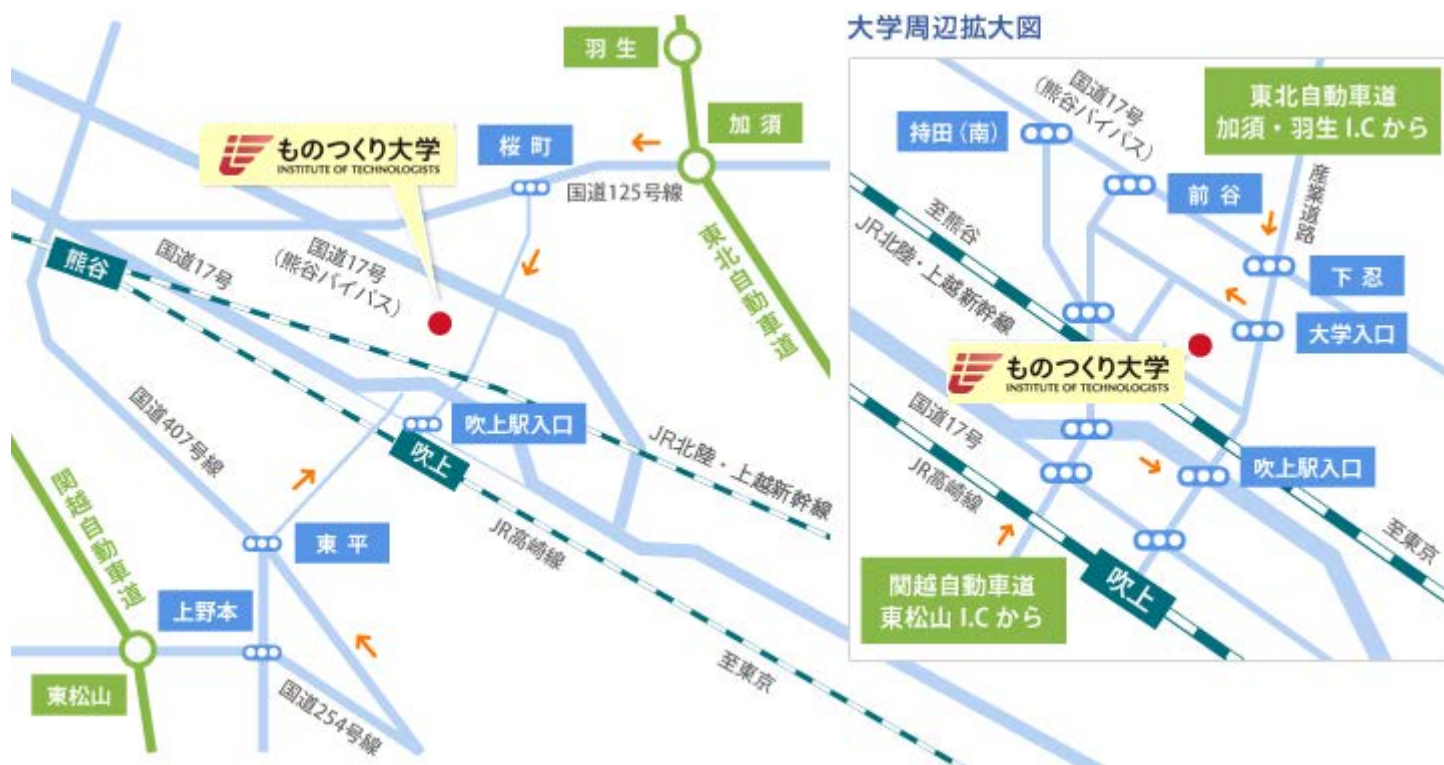 羽生
加須
桜町
ものつくり大学
INSTITUTE OF TECHNOLOGISTS
国道125号線
東北自動車道
熊谷
国道17号
国道17号
(熊谷バイパス)
国道407号線
吹上駅入口
吹上
JR北陸・上越新幹線
関越自動車道
JR高崎線
東平
上野本
東松山
国道254号線
至東京
大学周辺拡大図
国道17号
(熊谷バイパス)
東北自動車道
加須・羽生 I.C から
持田(南)
前谷
産業道路
至熊谷
JR北陸・上越新幹線
下忍
大学入口
ものつくり大学
INSTITUTE OF TECHNOLOGISTS
国道17号
JR高崎線
吹上駅入口
至東京
関越自動車道
東松山 I.C から
吹上